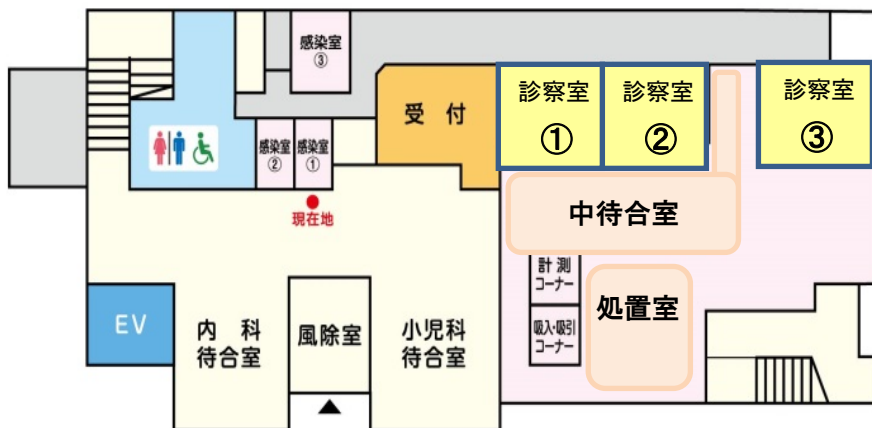 感染室
③
受 付
診察室
①
診察室
②
診察室
③
感染室
②
感染室
①
現在地
中待合室
計 測
コーナー
処置室
EV
内 科
待合室
風除室
小児科
待合室
吸入・吸引
コーナー